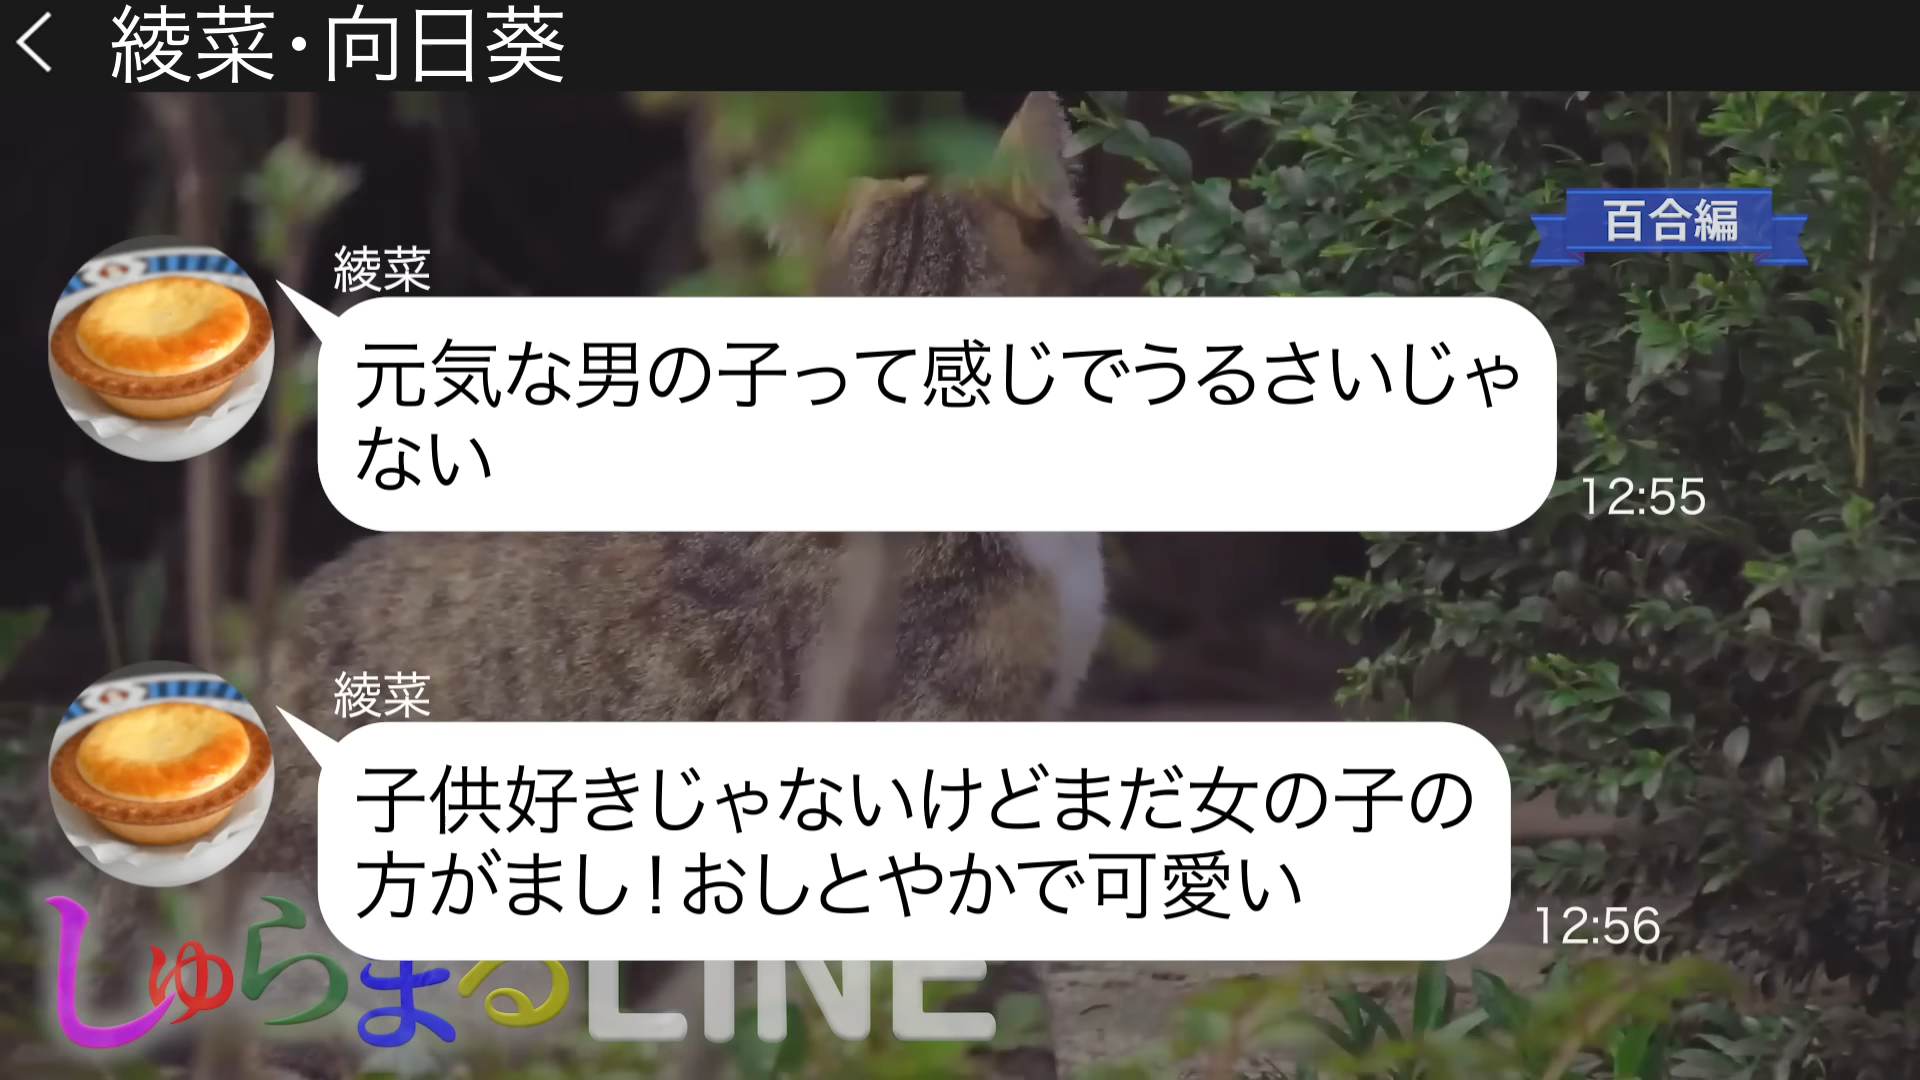 綾菜・向日葵
百合編
綾菜
元気な男の子って感じでうるさいじゃ
ない
12:55
綾菜
子供好きじゃないけどまだ女の子の
方がまし！おしとやかで可愛い
12:56
しゅらまるLINE